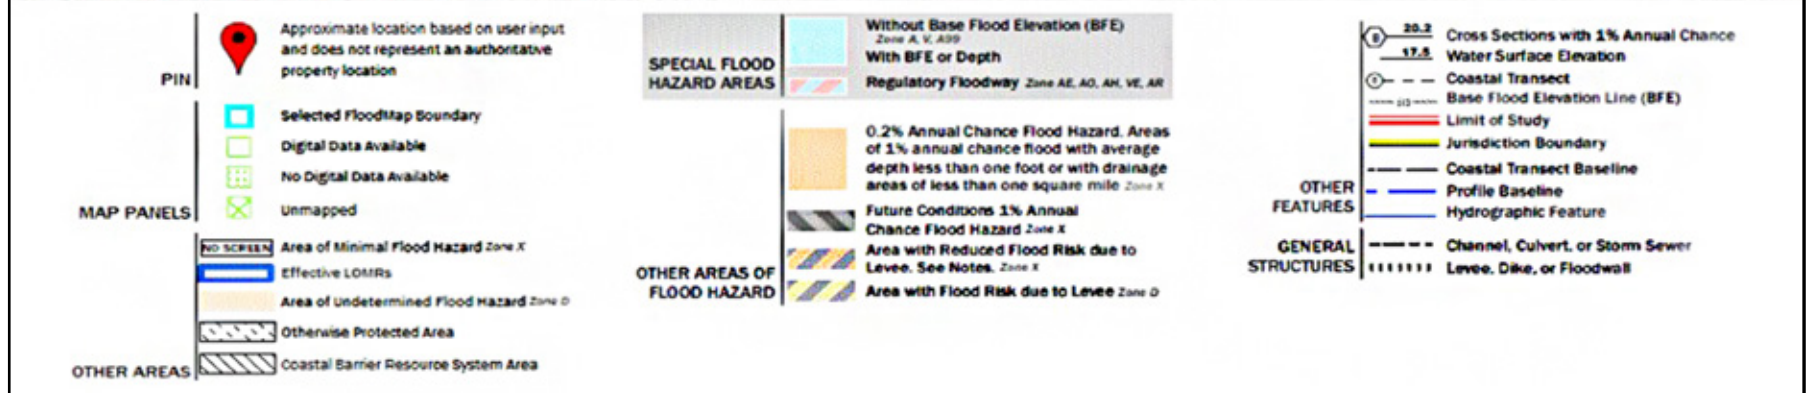 PIN
Approximate location based on user input
and does not represent an authoritative
property location
MAP PANELS
Selected FloodMap Boundary
Digital Data Available
No Digital Data Available
Unmapped
OTHER AREAS
NO SCREEN Area of Minimal Flood Hazard Zone X
Effective LOMRs
Area of Undetermined Flood Hazard Zone D
Otherwise Protected Area
Coastal Barrier Resource System Area
SPECIAL FLOOD
HAZARD AREAS
Without Base Flood Elevation (BFE)
Zone A, V, A99
With BFE or Depth
Regulatory Floodway Zone AE, AO, AH, VE, AR
OTHER AREAS OF
FLOOD HAZARD
0.2% Annual Chance Flood Hazard. Areas
of 1% annual chance flood with average
depth less than one foot or with drainage
areas of less than one square mile Zone X
Future Conditions 1% Annual
Chance Flood Hazard Zone X
Area with Reduced Flood Risk due to
Levee. See Notes. Zone X
Area with Flood Risk due to Levee Zone D
OTHER
FEATURES
20.2 Cross Sections with 1% Annual Chance
17.5 Water Surface Elevation
Coastal Transect
Base Flood Elevation Line (BFE)
Limit of Study
Jurisdiction Boundary
Coastal Transect Baseline
Profile Baseline
Hydrographic Feature
GENERAL
STRUCTURES
Channel, Culvert, or Storm Sewer
Levee, Dike, or Floodwall